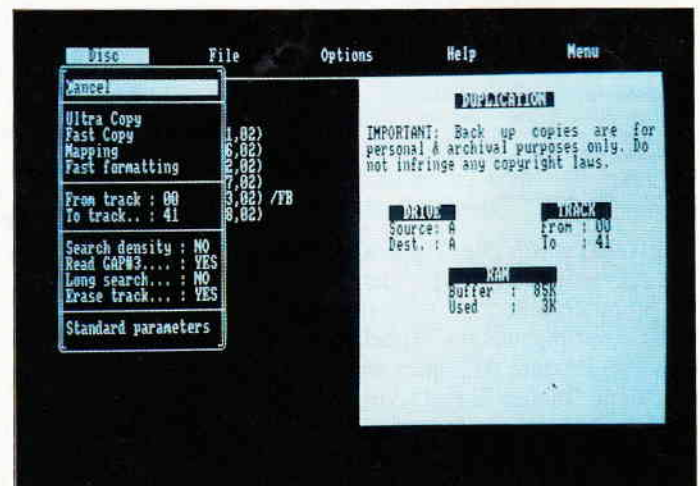 Disc File Options Help Menu
Cancel
Ultra Copy
Fast Copy
Mapping
Fast formatting
From track : 00
To track.. : 41
Search density : NO
Read GAP#3.... : YES
Long search... : NO
Erase track... : YES
Standard parameters
1,02)
6,02)
2,02)
7,02)
3,02) /FB
8,02)
DUPLICATION
IMPORTANT: Back up copies are for
personal & archival purposes only. Do
not infringe any copyright laws.
DRIVE
Source: A
Dest. : A
TRACK
From : 00
To : 41
RAM
Buffer : 85K
Used : 3K